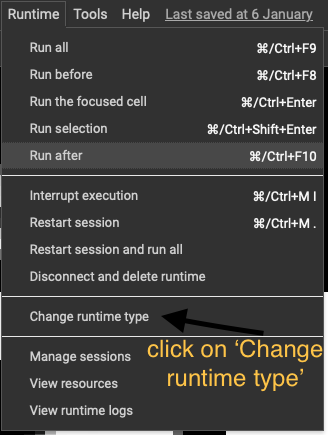 Runtime Tools Help Last saved at 6 January
Run all ⌘/Ctrl+F9
Run before ⌘/Ctrl+F8
Run the focused cell ⌘/Ctrl+Enter
Run selection ⌘/Ctrl+Shift+Enter
Run after ⌘/Ctrl+F10
Interrupt execution ⌘/Ctrl+M I
Restart session ⌘/Ctrl+M .
Restart session and run all
Disconnect and delete runtime
Change runtime type
click on ‘Change
runtime type’
Manage sessions
View resources
View runtime logs